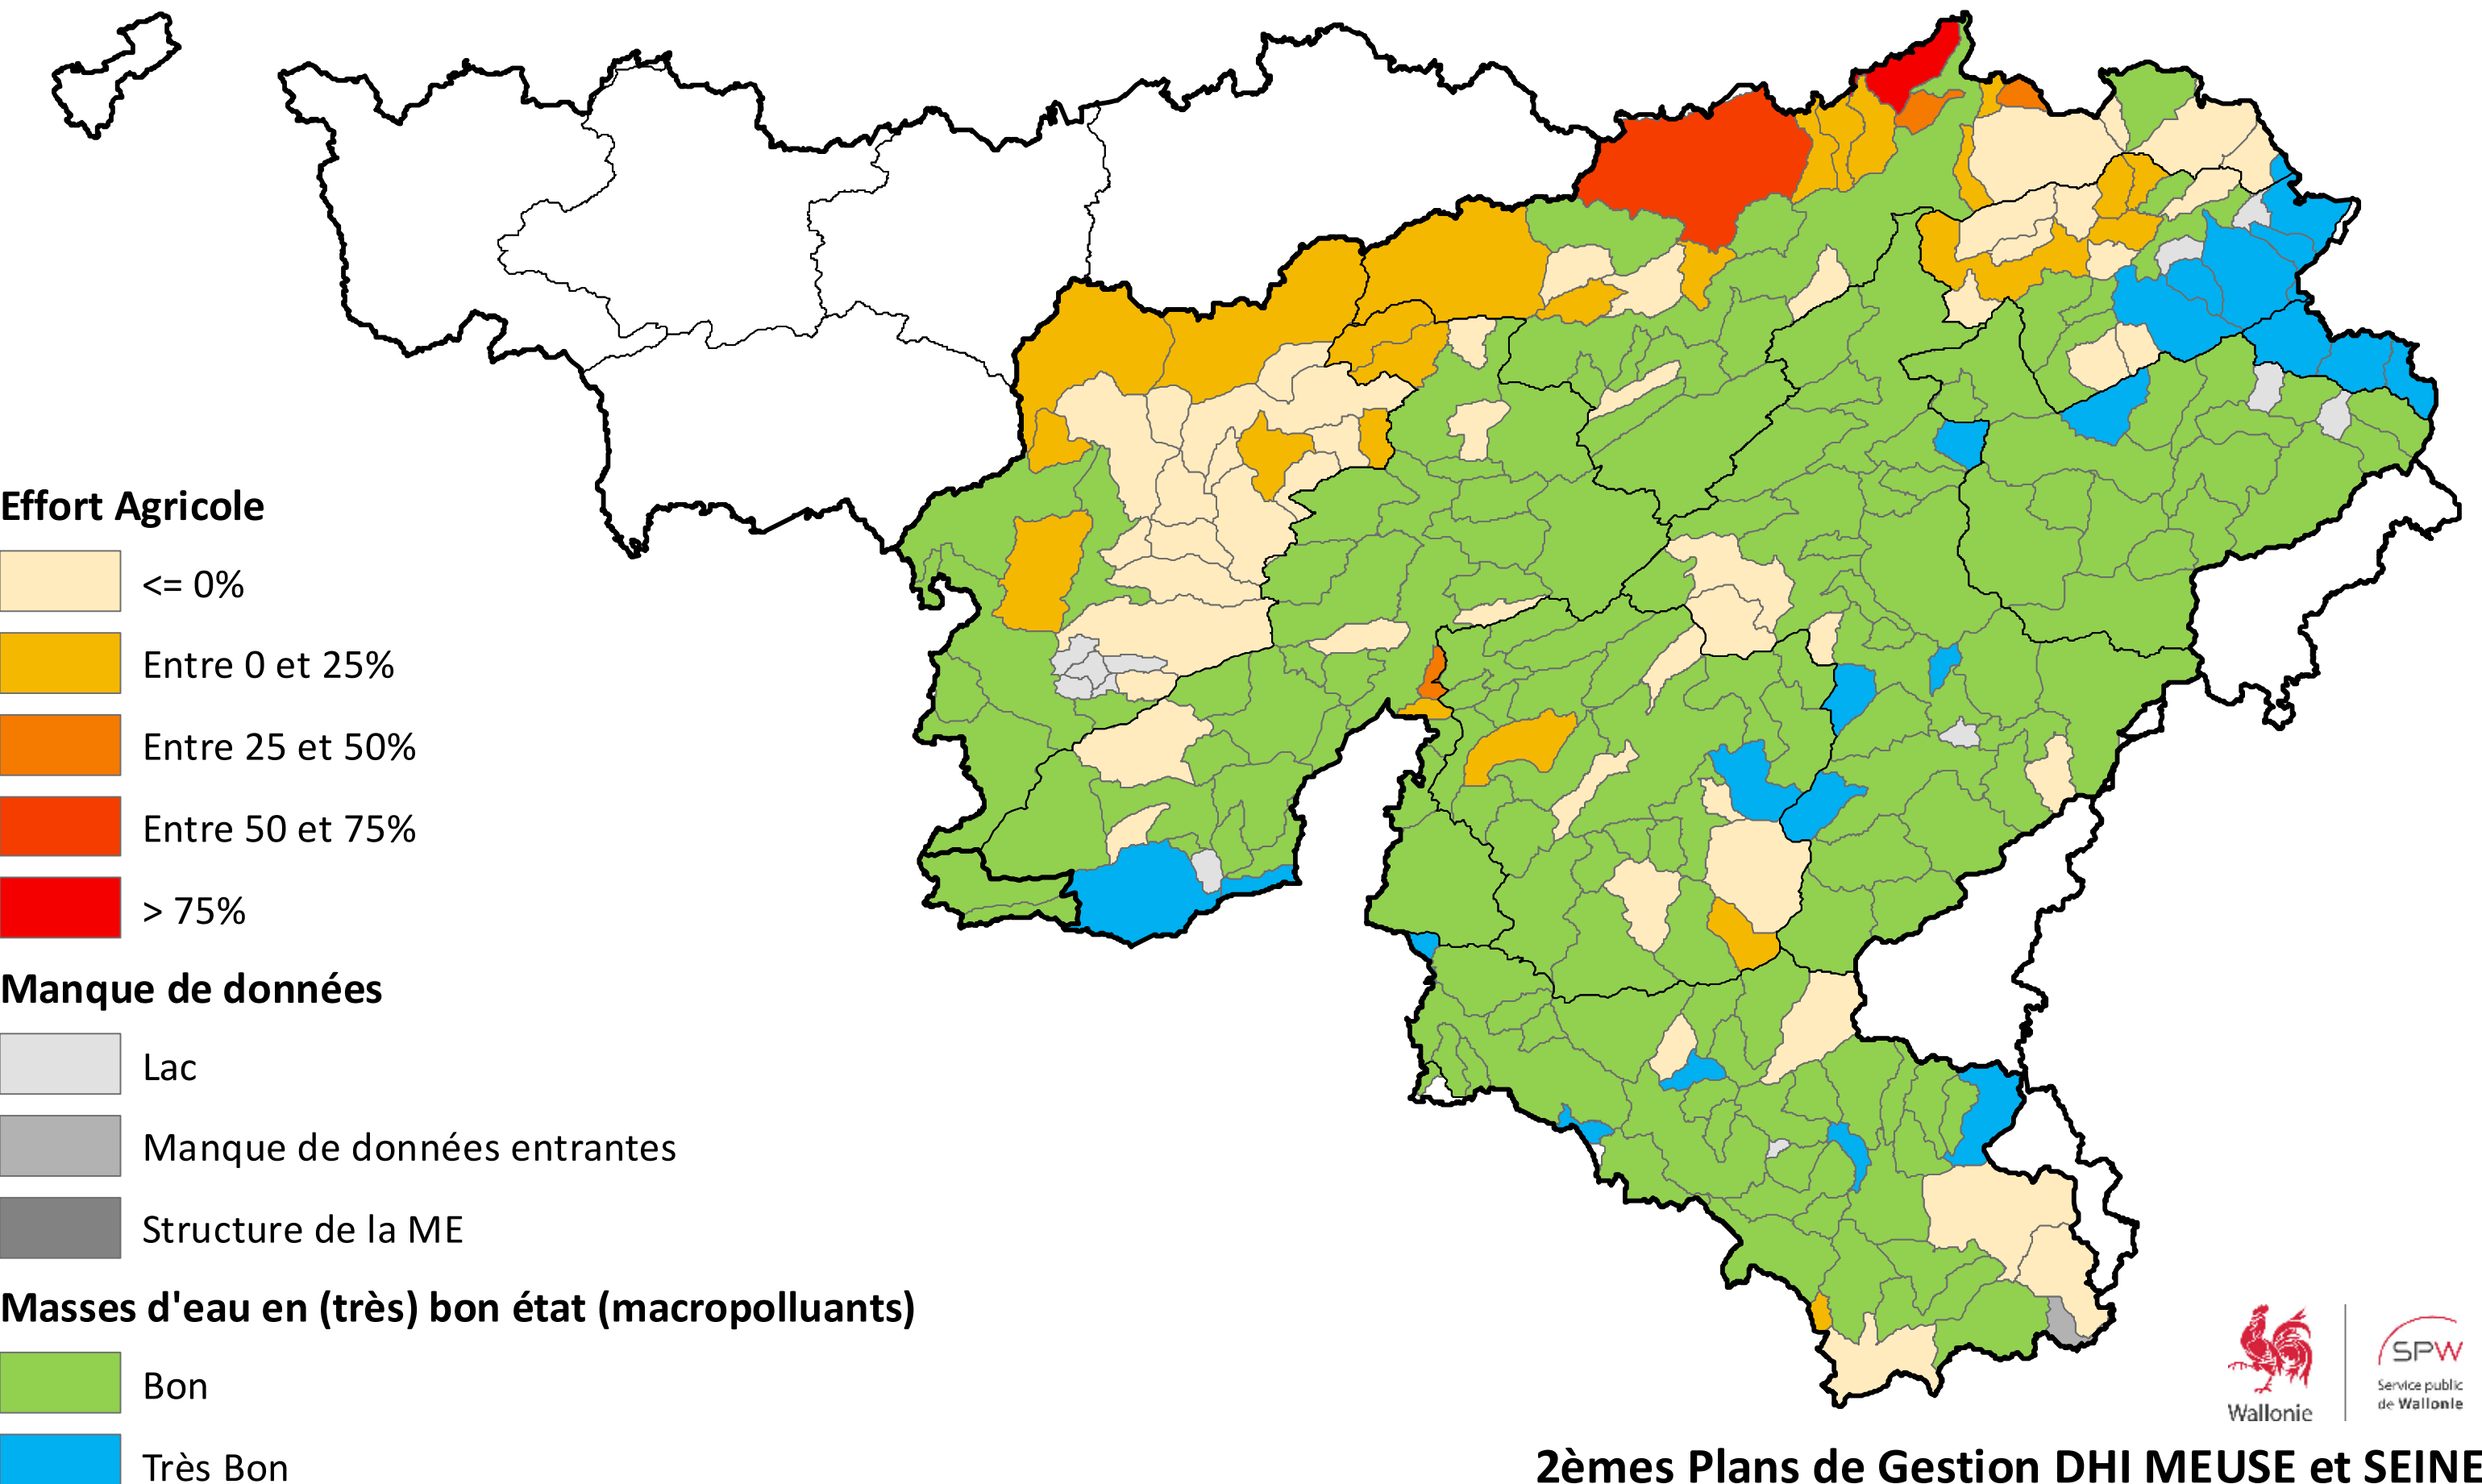 Effort Agricole
<= 0%
Entre 0 et 25%
Entre 25 et 50%
Entre 50 et 75%
> 75%
Manque de données
Lac
Manque de données entrantes
Structure de la ME
Masses d'eau en (très) bon état (macropolluants)
Bon
Très Bon
Wallonie
SPW
Service public
de Wallonie
2èmes Plans de Gestion DHI MEUSE et SEINE